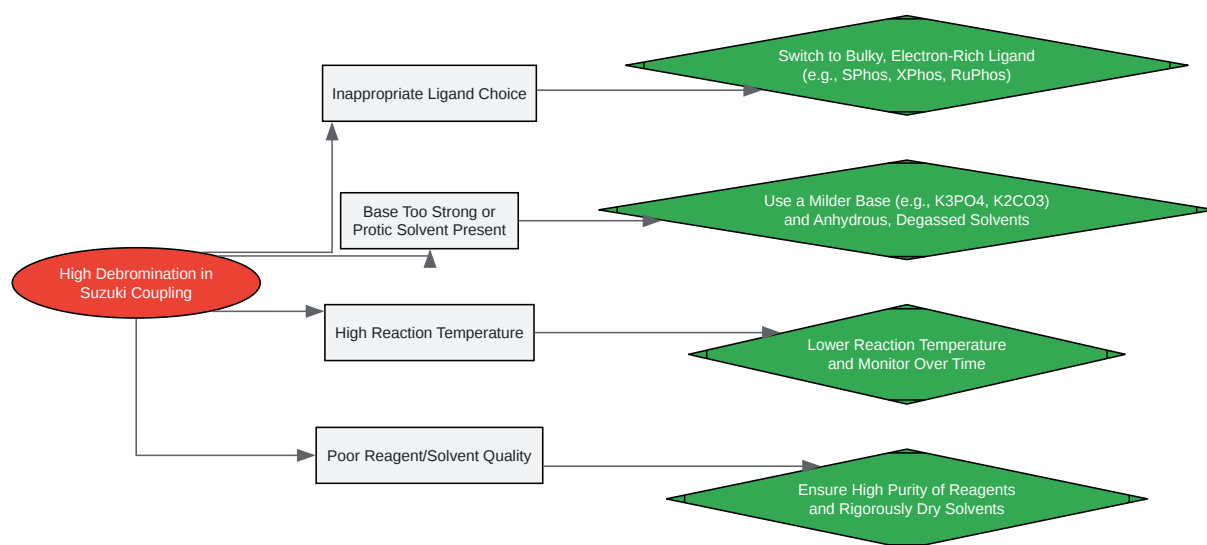 High Debromination in
Suzuki Coupling
Inappropriate Ligand Choice
Switch to Bulky, Electron-Rich Ligand
(e.g., SPhos, XPhos, RuPhos)
Base Too Strong or
Protic Solvent Present
Use a Milder Base (e.g., K3PO4, K2CO3)
and Anhydrous, Degassed Solvents
High Reaction Temperature
Lower Reaction Temperature
and Monitor Over Time
Poor Reagent/Solvent Quality
Ensure High Purity of Reagents
and Rigorously Dry Solvents